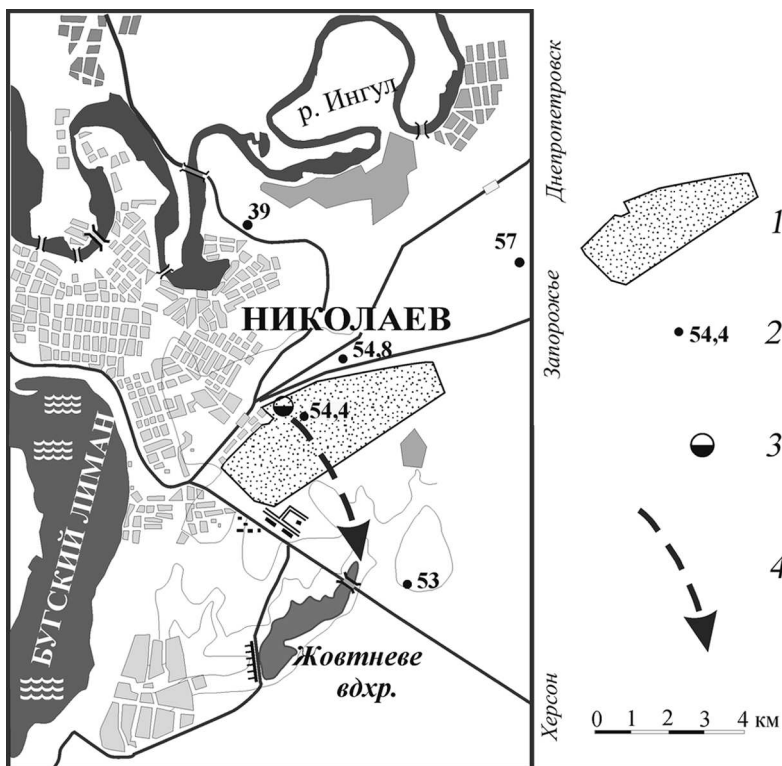 р. Ингул
39
57
НИКОЛАЕВ
54,8
54,4
БУГСКИЙ ЛИМАН
53
Жовтневе
вдхр.
Днепропетровск
Запорожье
Херсон
1
54,4
2
3
4
0 1 2 3 4 км